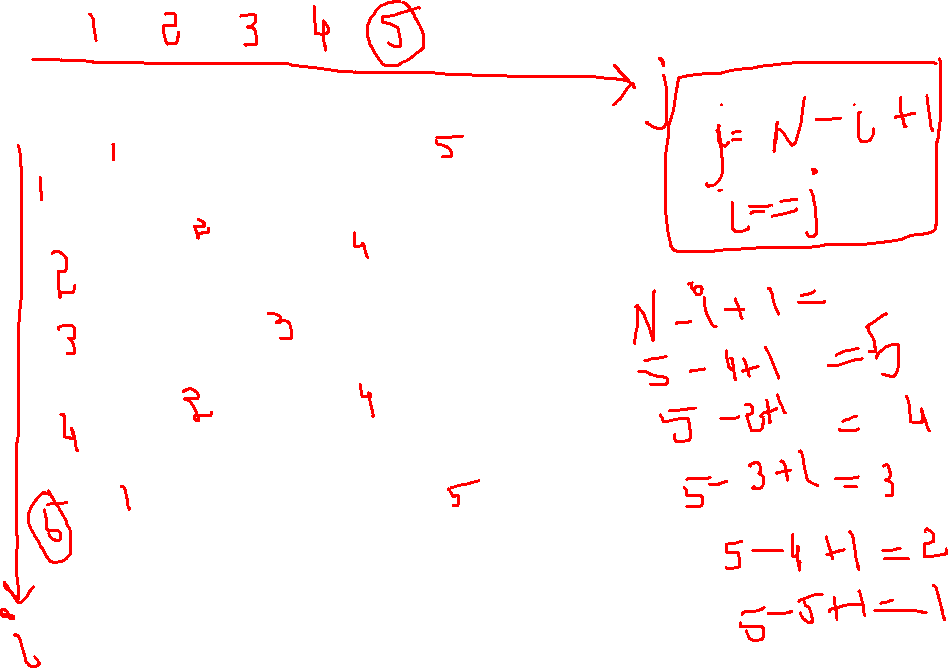 1 2 3 4 5
j
j= N-i+1
i==j
1 5
1
2 4
2
3 3
2 4
4
1 5
5
i
N-i+1=
5-4+1 =5
5-2+1 = 4
5-3+1=3
5-4+1=2
5-5+1=1